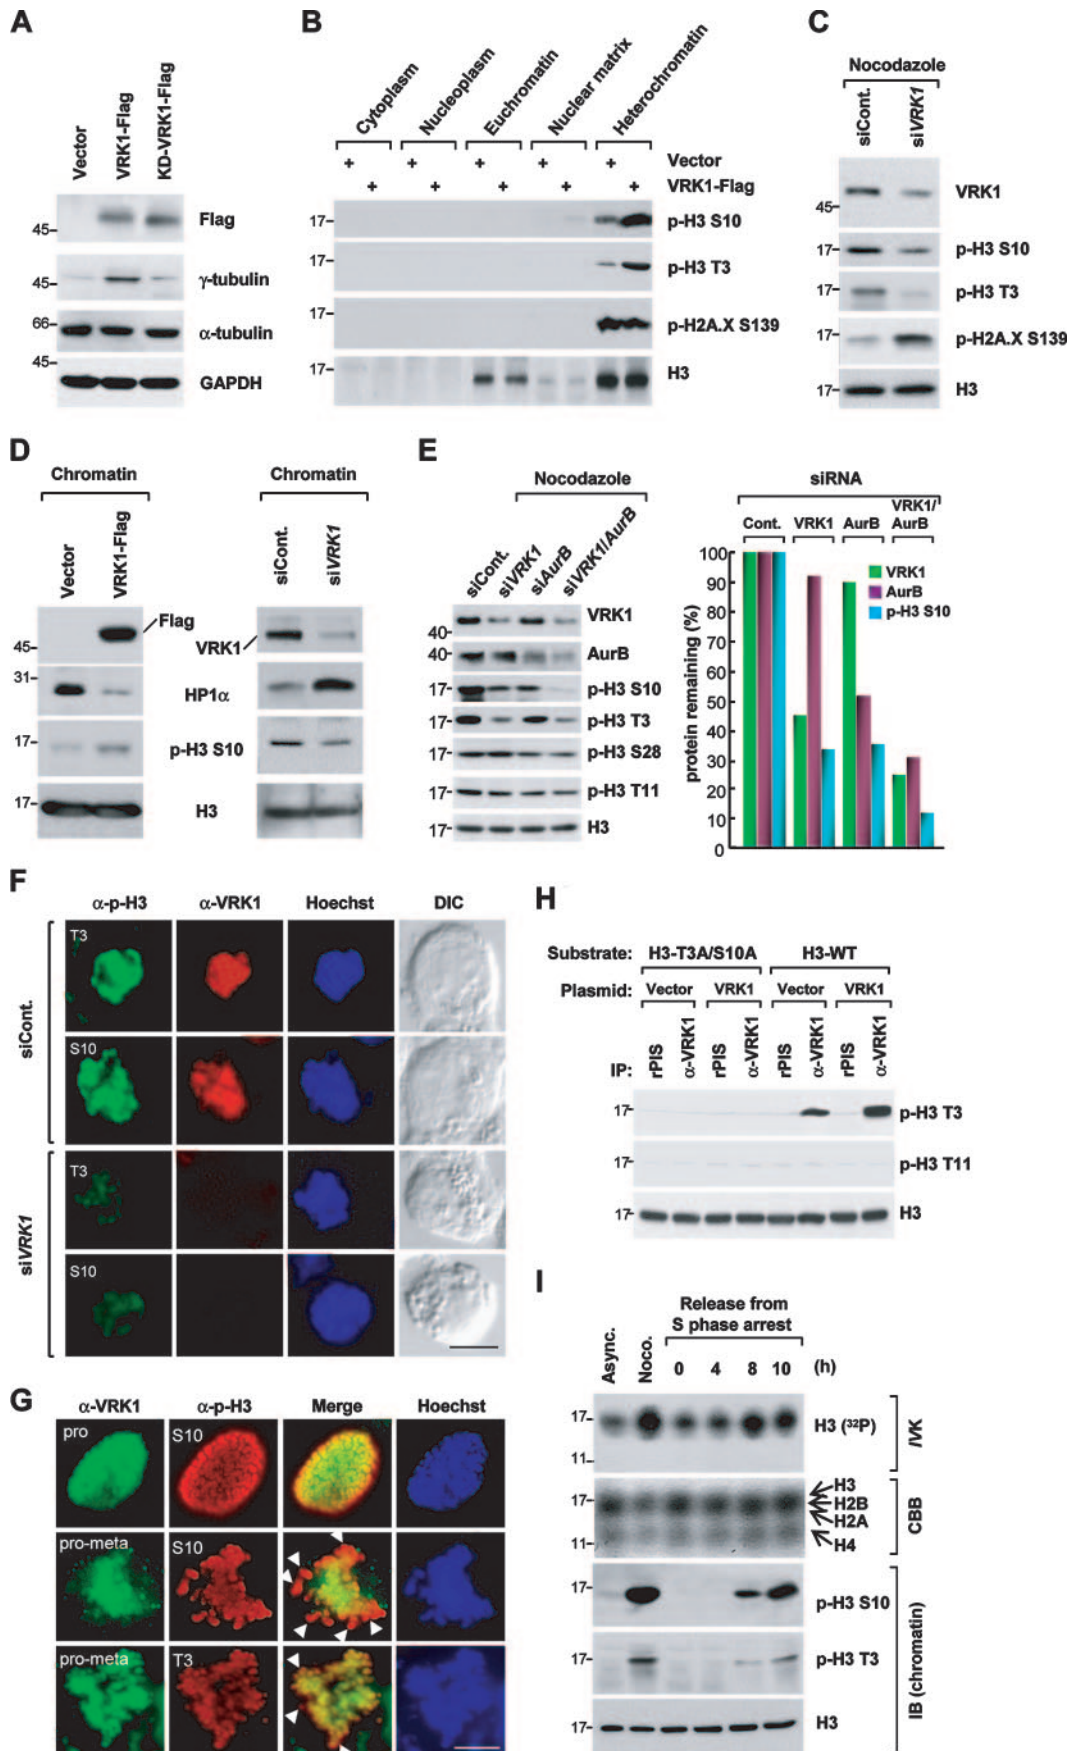 A
Vector
VRK1-Flag
KD-VRK1-Flag
45
Flag
45
γ-tubulin
66
α-tubulin
45
GAPDH
B
Cytoplasm
Nucleoplasm
Euchromatin
Nuclear matrix
Heterochromatin
+ + + + + Vector
+ + + + + VRK1-Flag
17 p-H3 S10
17 p-H3 T3
17 p-H2A.X S139
17 H3
C
Nocodazole
siCont.
siVRK1
45 VRK1
17 p-H3 S10
17 p-H3 T3
17 p-H2A.X S139
17 H3
D
Chromatin
Vector
VRK1-Flag
Chromatin
siCont.
siVRK1
45 Flag
VRK1
31 HP1α
17 p-H3 S10
17 H3
E
Nocodazole
siCont.
siVRK1
siAurB
siVRK1/AurB
40 VRK1
40 AurB
17 p-H3 S10
17 p-H3 T3
17 p-H3 S28
17 p-H3 T11
17 H3
siRNA
Cont. VRK1 AurB VRK1/AurB
protein remaining (%)
100
90
80
70
60
50
40
30
20
10
0
VRK1
AurB
p-H3 S10
F
α-p-H3 α-VRK1 Hoechst DIC
siCont.
T3
S10
siVRK1
T3
S10
G
α-VRK1 α-p-H3 Merge Hoechst
pro S10
pro-meta S10
pro-meta T3
H
Substrate: H3-T3A/S10A H3-WT
Plasmid: Vector VRK1 Vector VRK1
IP: rPIS α-VRK1 rPIS α-VRK1 rPIS α-VRK1 rPIS α-VRK1
17 p-H3 T3
17 p-H3 T11
17 H3
I
Release from
S phase arrest
Async. Noco. 0 4 8 10 (h)
17 H3 (³²P)
11
IVK
17
11
H3
H2B
H2A
H4
CBB
17 p-H3 S10
17 p-H3 T3
17 H3
IB (chromatin)